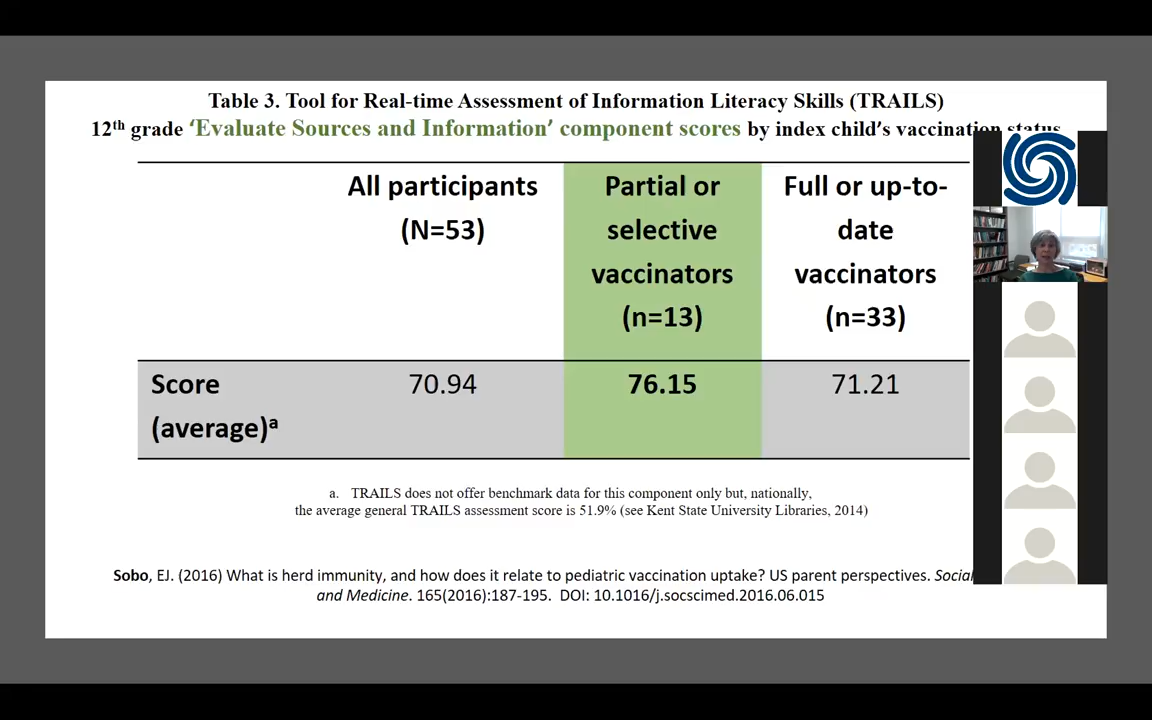 Table 3. Tool for Real-time Assessment of Information Literacy Skills (TRAILS)
12th grade ‘Evaluate Sources and Information’ component scores by index child’s vaccination status
All participants
(N=53)
Partial or
selective
vaccinators
(n=13)
Full or up-to-
date
vaccinators
(n=33)
Score
(average)a
70.94
76.15
71.21
a. TRAILS does not offer benchmark data for this component only but, nationally,
the average general TRAILS assessment score is 51.9% (see Kent State University Libraries, 2014)
Sobo, EJ. (2016) What is herd immunity, and how does it relate to pediatric vaccination uptake? US parent perspectives. Social
and Medicine. 165(2016):187-195. DOI: 10.1016/j.socscimed.2016.06.015